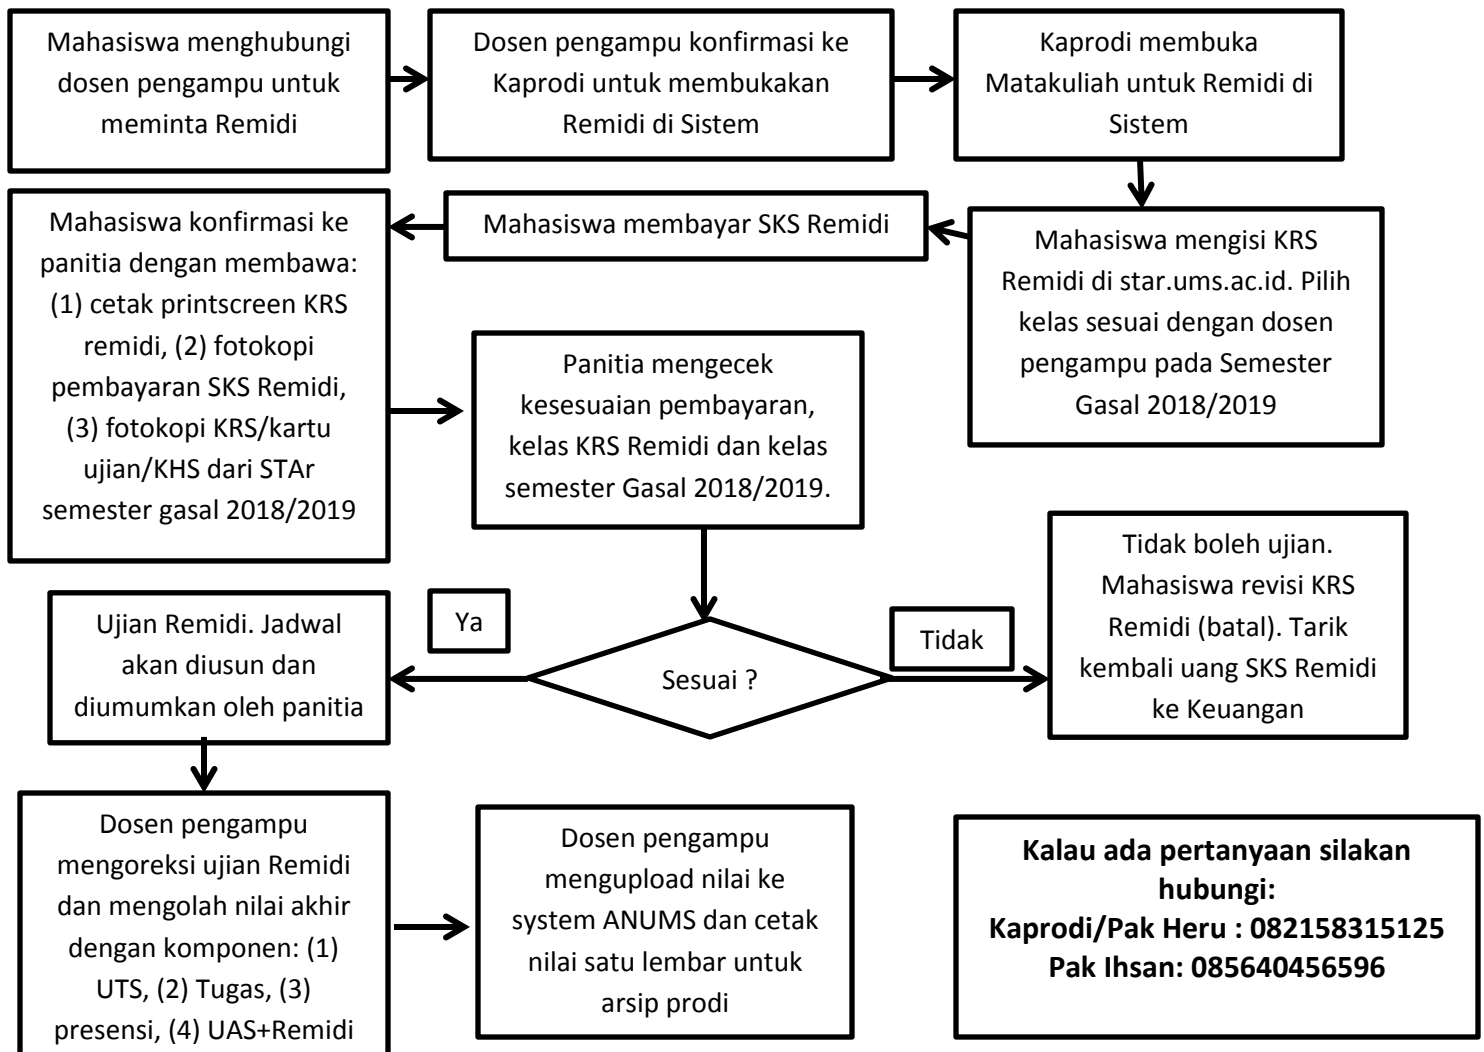 Mahasiswa menghubungi
dosen pengampu untuk
meminta Remidi
Dosen pengampu konfirmasi ke
Kaprodi untuk membukakan
Remidi di Sistem
Kaprodi membuka
Matakuliah untuk Remidi di
Sistem
Mahasiswa mengisi KRS
Remidi di star.ums.ac.id. Pilih
kelas sesuai dengan dosen
pengampu pada Semester
Gasal 2018/2019
Mahasiswa membayar SKS Remidi
Mahasiswa konfirmasi ke
panitia dengan membawa:
(1) cetak printscreen KRS
remidi, (2) fotokopi
pembayaran SKS Remidi,
(3) fotokopi KRS/kartu
ujian/KHS dari STAr
semester gasal 2018/2019
Panitia mengecek
kesesuaian pembayaran,
kelas KRS Remidi dan kelas
semester Gasal 2018/2019.
Sesuai ?
Ya
Tidak
Tidak boleh ujian.
Mahasiswa revisi KRS
Remidi (batal). Tarik
kembali uang SKS Remidi
ke Keuangan
Ujian Remidi. Jadwal
akan diusun dan
diumumkan oleh panitia
Dosen pengampu
mengoreksi ujian Remidi
dan mengolah nilai akhir
dengan komponen: (1)
UTS, (2) Tugas, (3)
presensi, (4) UAS+Remidi
Dosen pengampu
mengupload nilai ke
system ANUMS dan cetak
nilai satu lembar untuk
arsip prodi
Kalau ada pertanyaan silakan
hubungi:
Kaprodi/Pak Heru : 082158315125
Pak Ihsan: 085640456596